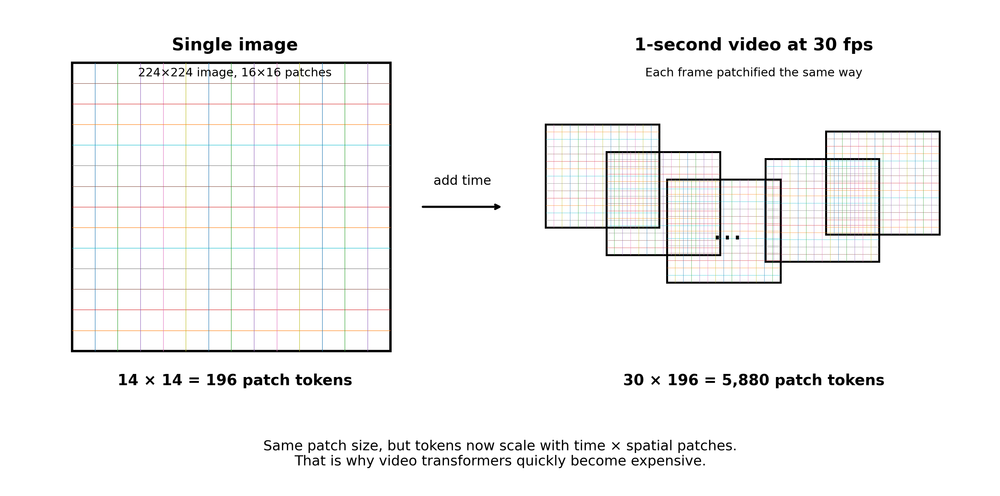 Single image
224×224 image, 16×16 patches
add time
1-second video at 30 fps
Each frame patchified the same way
...
14 × 14 = 196 patch tokens
30 × 196 = 5,880 patch tokens
Same patch size, but tokens now scale with time × spatial patches.
That is why video transformers quickly become expensive.